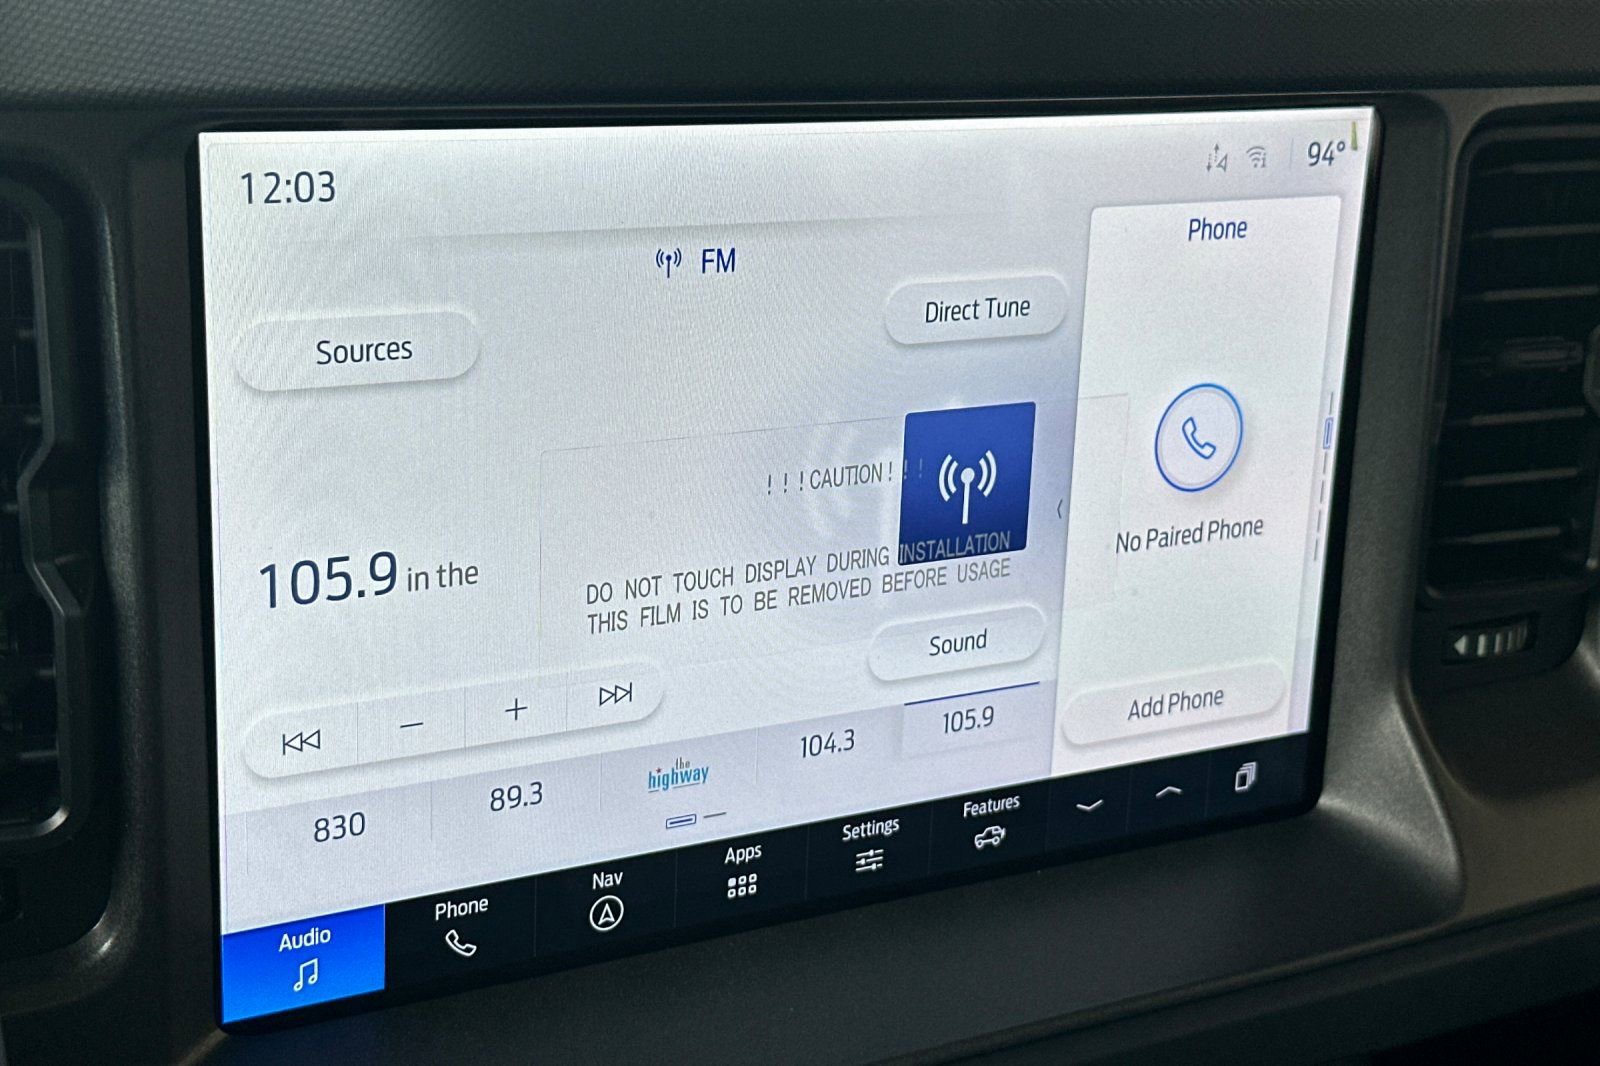 12:03
94°
FM
Phone
Sources
Direct Tune
! ! ! CAUTION ! ! !
DO NOT TOUCH DISPLAY DURING INSTALLATION
THIS FILM IS TO BE REMOVED BEFORE USAGE
105.9 in the
No Paired Phone
Sound
Add Phone
830
89.3
the highway
104.3
105.9
Audio
Phone
Nav
Apps
Settings
Features